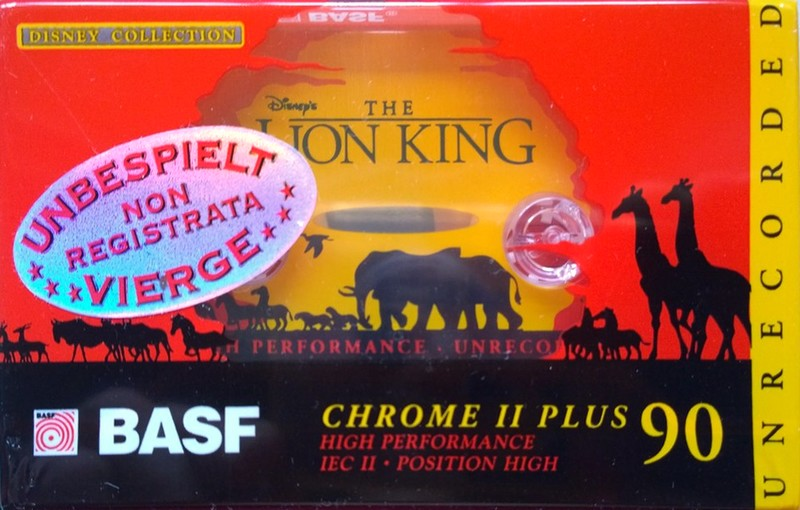 BASF
DISNEY COLLECTION
Disney's
THE
LION KING
UNBESPIELT
NON
REGISTRATA
VIERGE
H PERFORMANCE · UNRECOR
UNRECORDED
BASF
BASF
CHROME II PLUS 90
HIGH PERFORMANCE
IEC II · POSITION HIGH